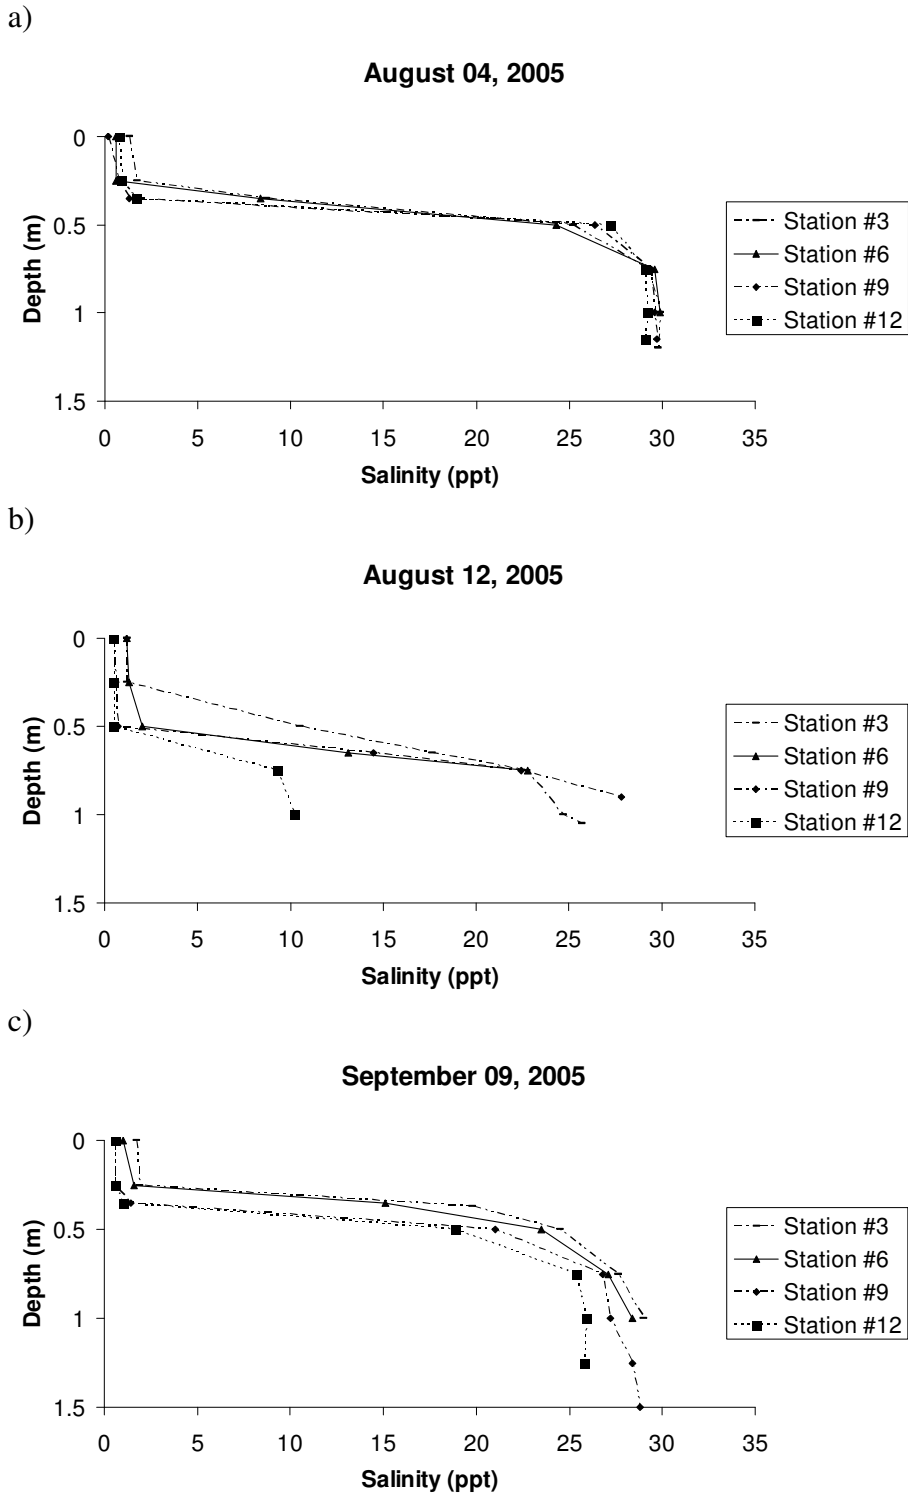 a)
August 04, 2005
0
0.5
1
1.5
Depth (m)
0 5 10 15 20 25 30 35
Salinity (ppt)
Station #3
Station #6
Station #9
Station #12
b)
August 12, 2005
0
0.5
1
1.5
Depth (m)
0 5 10 15 20 25 30 35
Salinity (ppt)
Station #3
Station #6
Station #9
Station #12
c)
September 09, 2005
0
0.5
1
1.5
Depth (m)
0 5 10 15 20 25 30 35
Salinity (ppt)
Station #3
Station #6
Station #9
Station #12